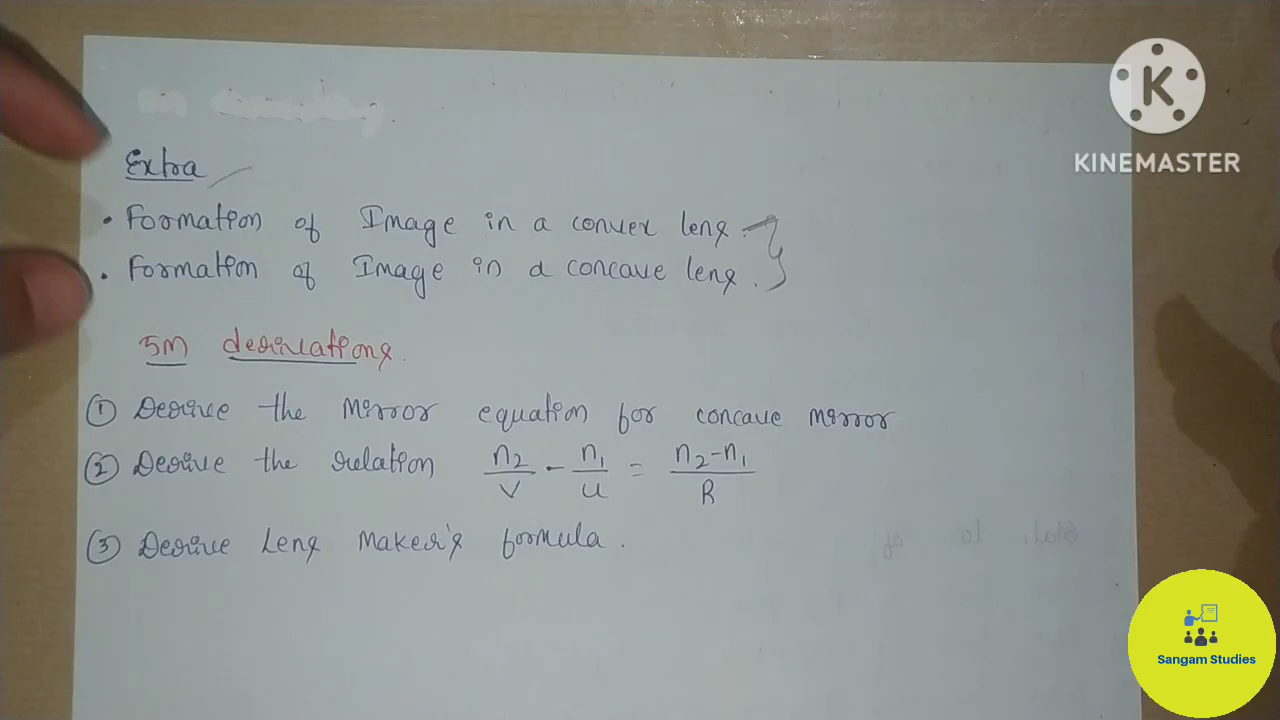 K
KINEMASTER
Extra
• Formation of Image in a convex lens.
• Formation of Image in a concave lens.
5M derivations.
① Derive the Mirror equation for concave mirror
② Derive the relation n2/v - n1/u = n2-n1/R
③ Derive Lens Maker's formula.
Sangam Studies